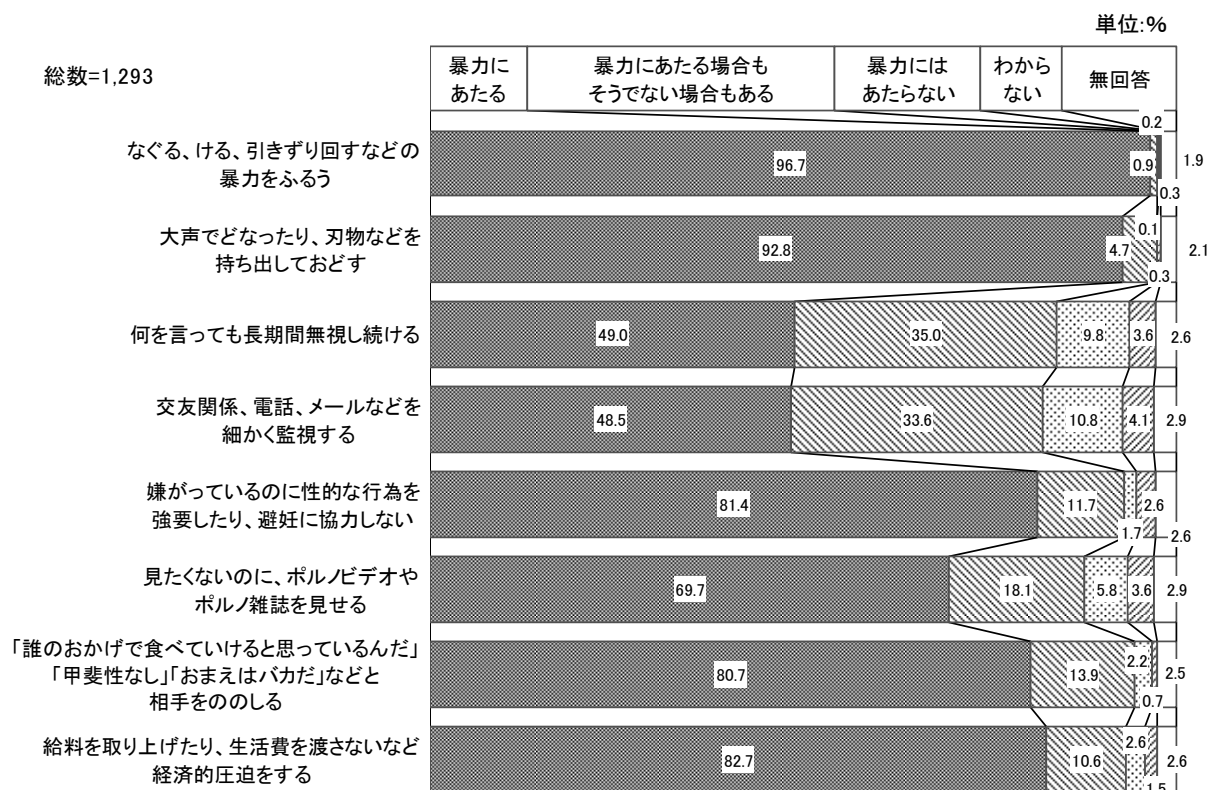 単位:%
総数=1,293
暴力に
あたる
暴力にあたる場合も
そうでない場合もある
暴力には
あたらない
わから
ない
無回答
なぐる、ける、引きずり回すなどの
暴力をふるう
96.7
0.9
0.2
0.3
1.9
大声でどなったり、刃物などを
持ち出しておどす
92.8
4.7
0.1
0.3
2.1
何を言っても長期間無視し続ける
49.0
35.0
9.8
3.6
2.6
交友関係、電話、メールなどを
細かく監視する
48.5
33.6
10.8
4.1
2.9
嫌がっているのに性的な行為を
強要したり、避妊に協力しない
81.4
11.7
1.7
2.6
2.6
見たくないのに、ポルノビデオや
ポルノ雑誌を見せる
69.7
18.1
5.8
3.6
2.9
「誰のおかげで食べていけると思っているんだ」
「甲斐性なし」「おまえはバカだ」などと
相手をののしる
80.7
13.9
2.2
0.7
2.5
給料を取り上げたり、生活費を渡さないなど
経済的圧迫をする
82.7
10.6
2.6
1.5
2.6